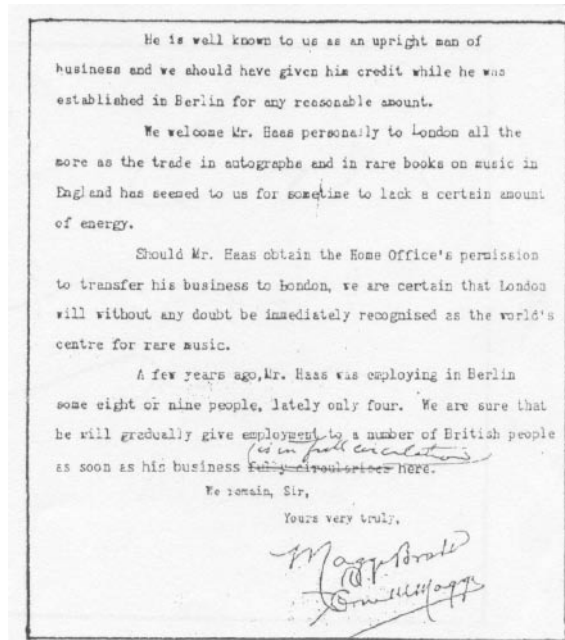 He is well known to us as an upright man of
business and we should have given him credit while he was
established in Berlin for any reasonable amount.
We welcome Mr. Haas personally to London all the
more as the trade in autographs and in rare books on music in
England has seemed to us for sometime to lack a certain amount
of energy.
Should Mr. Haas obtain the Home Office's permission
to transfer his business to London, we are certain that London
will without any doubt be immediately recognised as the world's
centre for rare music.
A few years ago,Mr. Haas was employing in Berlin
some eight or nine people, lately only four. We are sure that
he will gradually give employment to a number of British people
(is in full circulation
as soon as his business fully circularises here.
We remain, Sir,
Yours very truly,
Maggs Bros